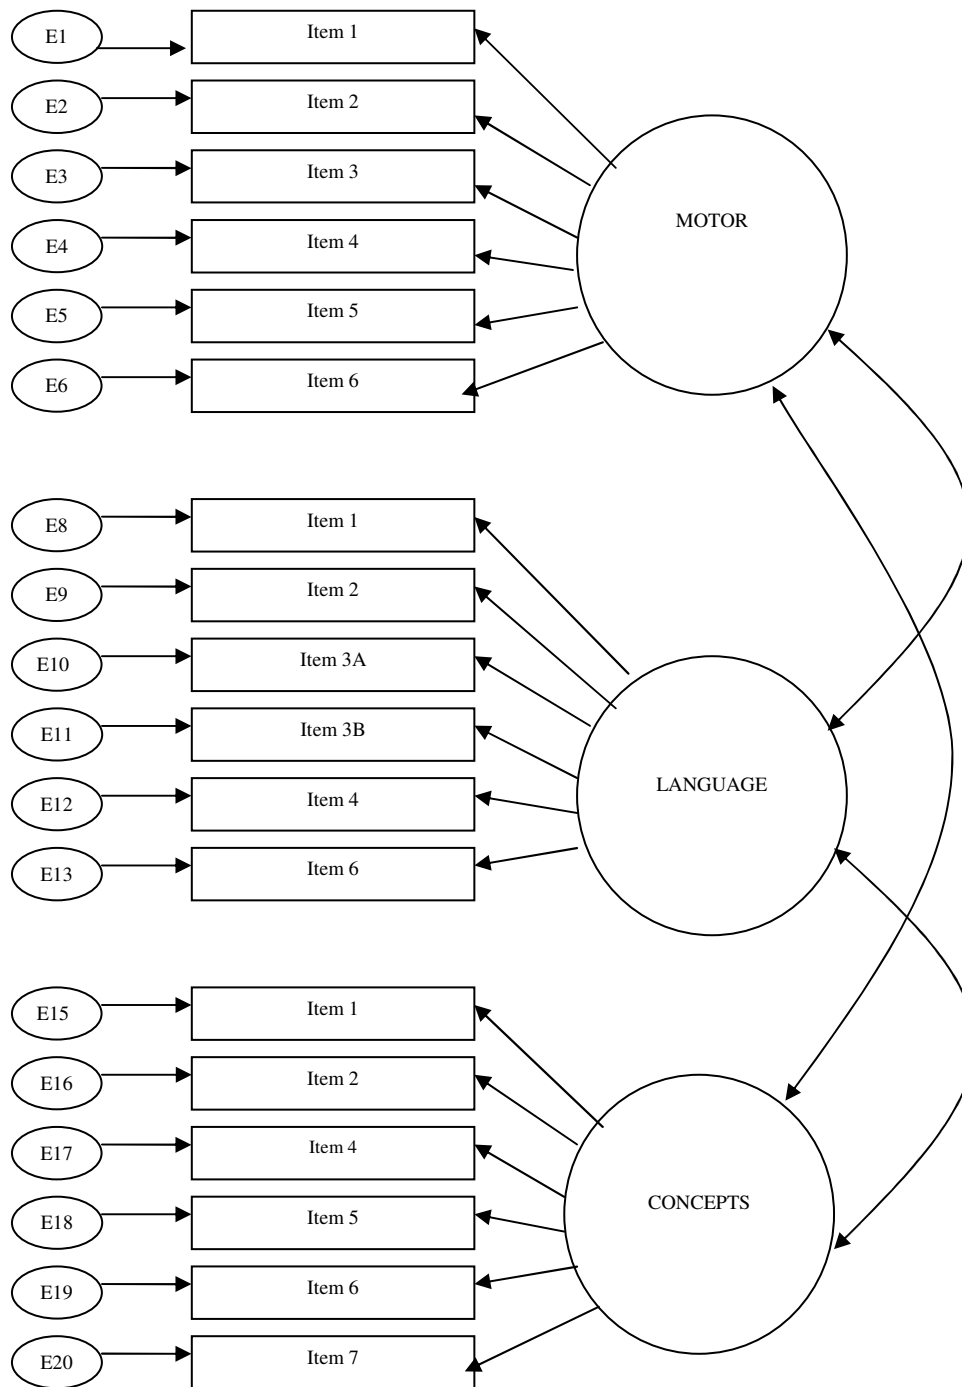 E1 Item 1
E2 Item 2
E3 Item 3
MOTOR
E4 Item 4
E5 Item 5
E6 Item 6
E8 Item 1
E9 Item 2
E10 Item 3A
E11 Item 3B
LANGUAGE
E12 Item 4
E13 Item 6
E15 Item 1
E16 Item 2
E17 Item 4
CONCEPTS
E18 Item 5
E19 Item 6
E20 Item 7